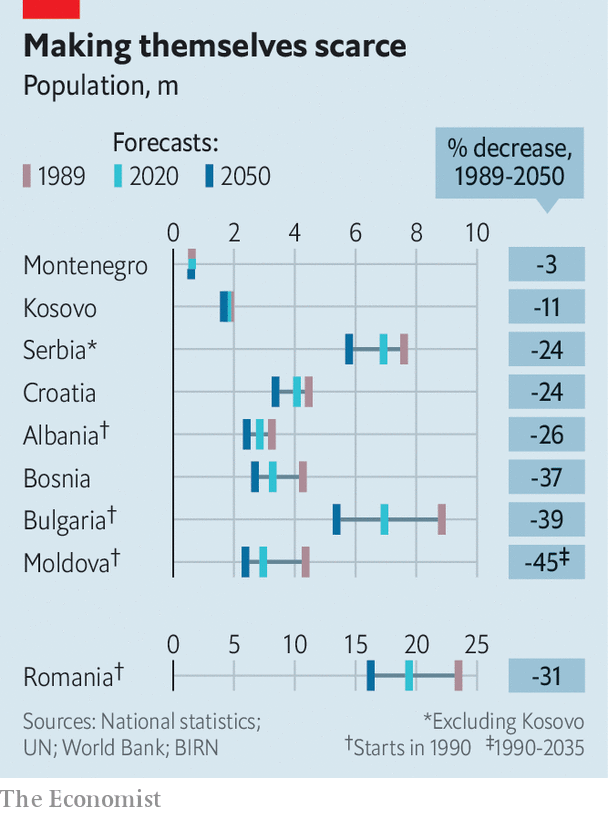 Making themselves scarce
Population, m
Forecasts:
1989 2020 2050
% decrease,
1989-2050
0 2 4 6 8 10
Montenegro -3
Kosovo -11
Serbia* -24
Croatia -24
Albania† -26
Bosnia -37
Bulgaria† -39
Moldova† -45‡
0 5 10 15 20 25
Romania† -31
Sources: National statistics;
UN; World Bank; BIRN
*Excluding Kosovo
†Starts in 1990 ‡1990-2035
The Economist